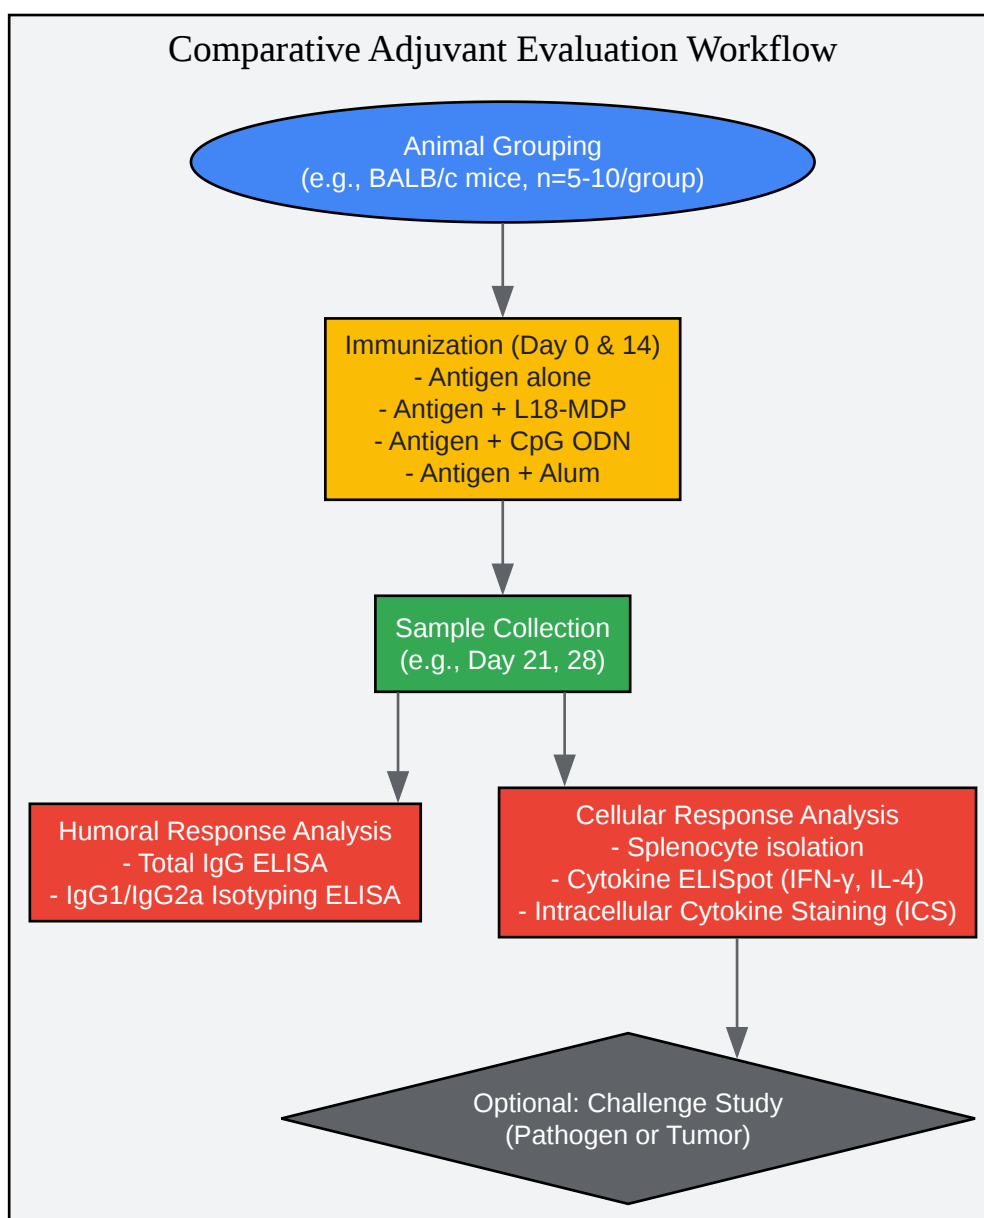 Comparative Adjuvant Evaluation Workflow
Animal Grouping
(e.g., BALB/c mice, n=5-10/group)
Immunization (Day 0 & 14)
- Antigen alone
- Antigen + L18-MDP
- Antigen + CpG ODN
- Antigen + Alum
Sample Collection
(e.g., Day 21, 28)
Humoral Response Analysis
- Total IgG ELISA
- IgG1/IgG2a Isotyping ELISA
Cellular Response Analysis
- Splenocyte isolation
- Cytokine ELISpot (IFN-γ, IL-4)
- Intracellular Cytokine Staining (ICS)
Optional: Challenge Study
(Pathogen or Tumor)